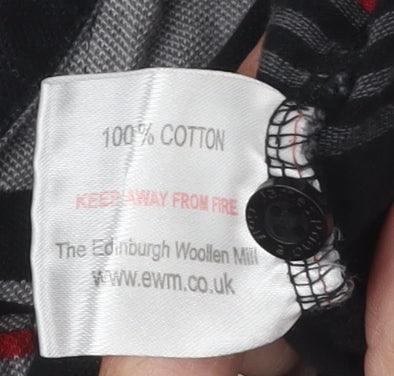 100% COTTON
KEEP AWAY FROM FIRE
The Edinburgh Woollen Mill
www.ewm.co.uk